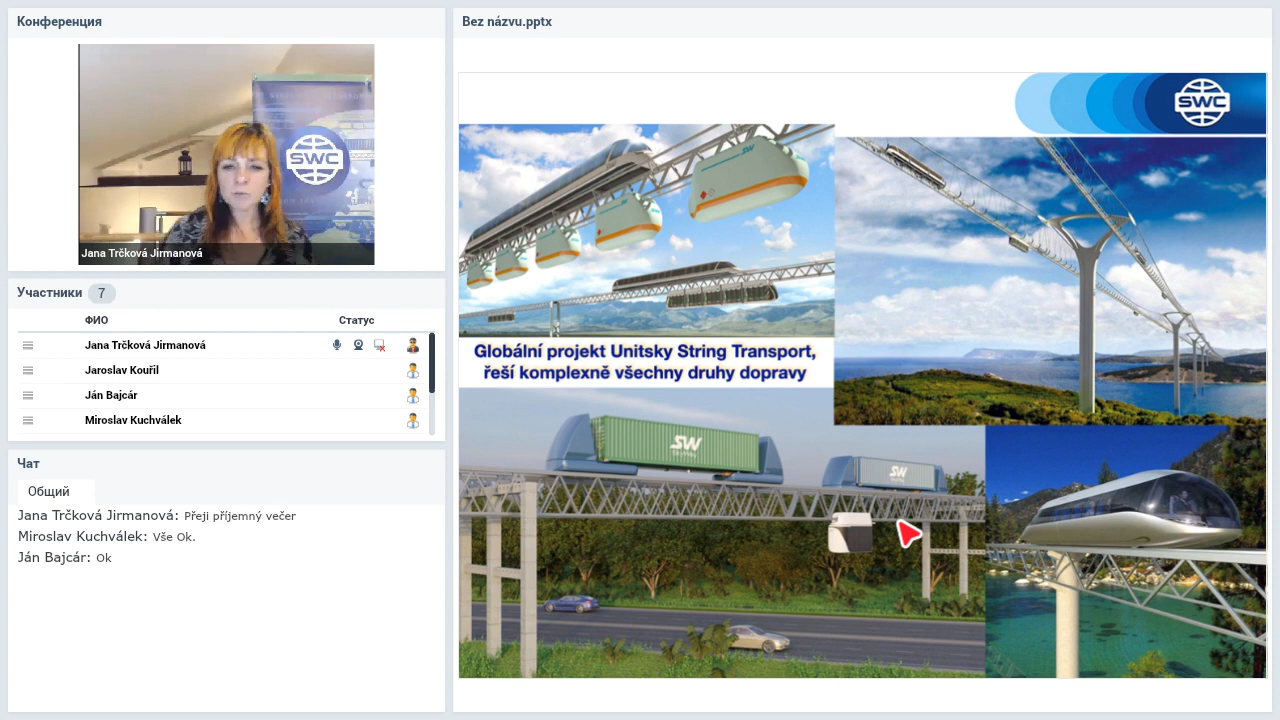 Конференция
SWC
Jana Trčková Jirmanová
Участники 7
ФИО Статус
Jana Trčková Jirmanová
Jaroslav Kouřil
Ján Bajcár
Miroslav Kuchválek
Чат
Общий
Jana Trčková Jirmanová: Přeji příjemný večer
Miroslav Kuchválek: Vše Ok.
Ján Bajcár: Ok
Bez názvu.pptx
SWC
Globální projekt Unitsky String Transport,
řeší komplexně všechny druhy dopravy
SW
SW